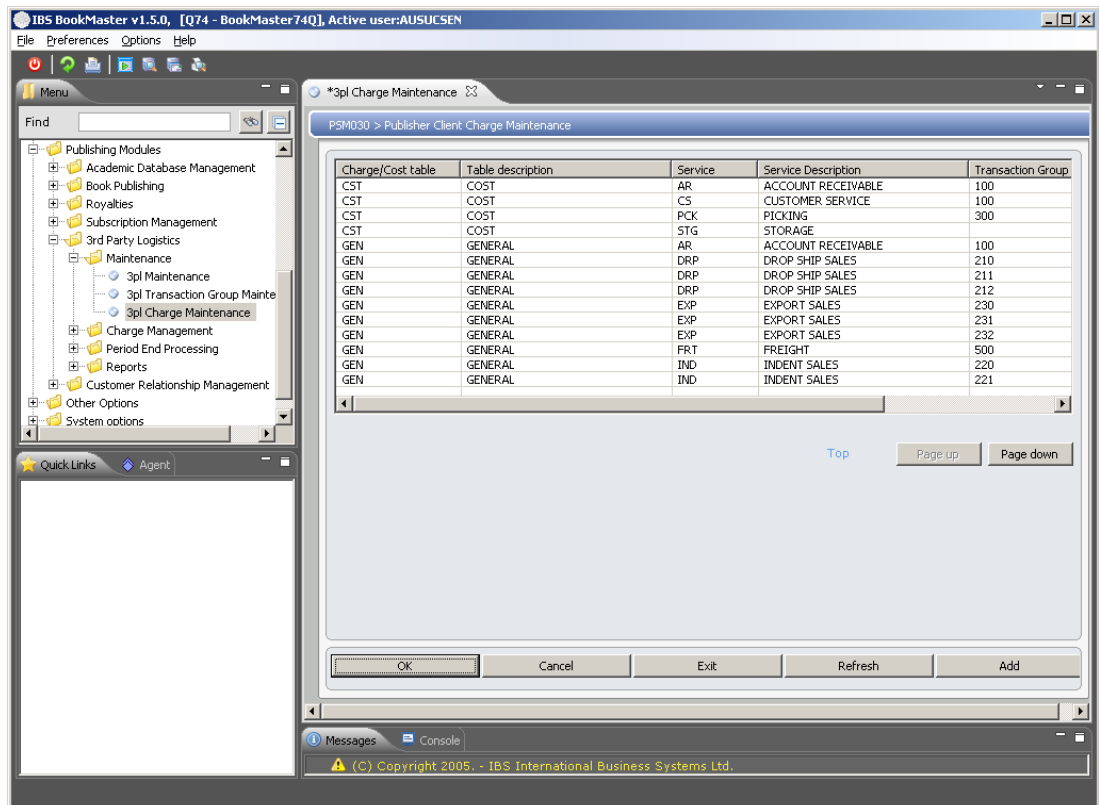 IBS BookMaster v1.5.0, [Q74 - BookMaster74Q], Active user:AUSUCSEN
File Preferences Options Help
Menu
Find
Publishing Modules
Academic Database Management
Book Publishing
Royalties
Subscription Management
3rd Party Logistics
Maintenance
3pl Maintenance
3pl Transaction Group Mainte
3pl Charge Maintenance
Charge Management
Period End Processing
Reports
Customer Relationship Management
Other Options
System options
Quick Links Agent
*3pl Charge Maintenance
PSM030 > Publisher Client Charge Maintenance
Charge/Cost table Table description Service Service Description Transaction Group
CST COST AR ACCOUNT RECEIVABLE 100
CST COST CS CUSTOMER SERVICE 100
CST COST PCK PICKING 300
CST COST STG STORAGE
GEN GENERAL AR ACCOUNT RECEIVABLE 100
GEN GENERAL DRP DROP SHIP SALES 210
GEN GENERAL DRP DROP SHIP SALES 211
GEN GENERAL DRP DROP SHIP SALES 212
GEN GENERAL EXP EXPORT SALES 230
GEN GENERAL EXP EXPORT SALES 231
GEN GENERAL EXP EXPORT SALES 232
GEN GENERAL FRT FREIGHT 500
GEN GENERAL IND INDENT SALES 220
GEN GENERAL IND INDENT SALES 221
Top Page up Page down
OK Cancel Exit Refresh Add
Messages Console
(C) Copyright 2005. - IBS International Business Systems Ltd.